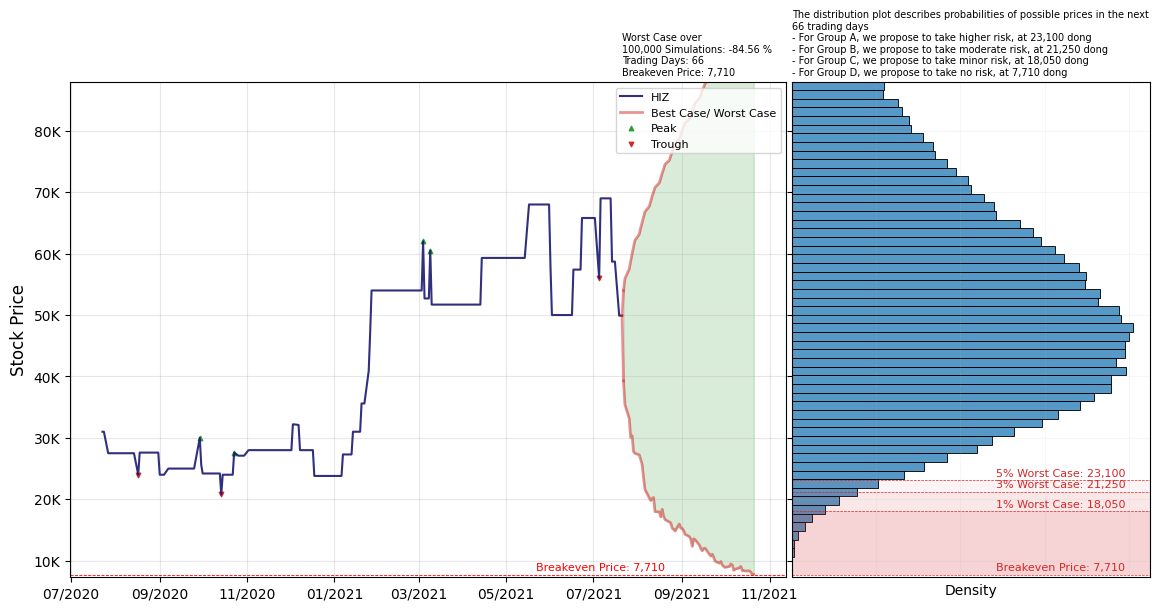 The distribution plot describes probabilities of possible prices in the next
66 trading days
- For Group A, we propose to take higher risk, at 23,100 dong
- For Group B, we propose to take moderate risk, at 21,250 dong
- For Group C, we propose to take minor risk, at 18,050 dong
- For Group D, we propose to take no risk, at 7,710 dong
Worst Case over
100,000 Simulations: -84.56 %
Trading Days: 66
Breakeven Price: 7,710
HIZ
Best Case/ Worst Case
Peak
Trough
Stock Price
80K
70K
60K
50K
40K
30K
20K
10K
Breakeven Price: 7,710
07/2020
09/2020
11/2020
01/2021
03/2021
05/2021
07/2021
09/2021
11/2021
5% Worst Case: 23,100
3% Worst Case: 21,250
1% Worst Case: 18,050
Breakeven Price: 7,710
Density